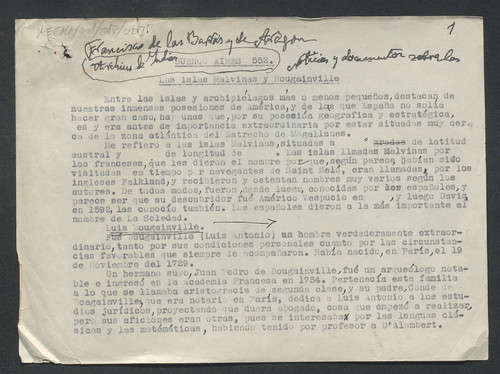 1
Francisco de las Barras y de Aragón
Archivo de Indias
Noticias y documentos sobre las
BUENOS AIRES 552.
Las islas Malvinas y Bougainville
Entre las islas y archipiélagos más o menos pequeños, destacan de
nuestras inmensas posesiones de América, y de los que España no solía
hacer gran caso, hay unas que, por su posesión geográfica y estratégica,
es y era antes de importancia extraordinaria por estar situadas muy cer-
ca de la zona atlántica del Estrecho de Magallanes.
Me refiero a las islas Malvinas, situadas a grados de latitud
austral y de longitud de . Las islas llamadas Malvinas por
los franceses, que les dieron el nombre por que, según parece, habían sido
visitadas en tiempo p r navegantes de Saint Meló, eran llamadas, por los
ingleses Falkland, y recibieron y ostentan nombres muy varios según los
autores. De todos modos, fueron, desde luego, conocidas por los españoles, y
parece ser que su descubridor fué Américo Vespucio en , y luego Davis
en 1592, las conoció también. Los españoles dieron a la más importante el
nombre de La Soledad.
Luis Bougainville.
Fué Bougainville (Luis Antonio) un hombre verdaderamente extraor-
dinario, tanto por sus condiciones personales cuanto por las circunstan-
cias favorables que siempre le acompañaron. Había nacido, en París, el 19
de Noviembre del 1729.
Un hermano suyo, Juan Pedro de Bougainville, fué un arqueólogo nota-
ble e ingresó en la Academia Francesa en 1754. Pertenecía esta familia
a lo que se llamaba aristocracia de segunda clase, y su padre, Conde de
Bougainville, que era notario en París, dedica a Luis Antonio a los estu-
dios jurídicos, proyectando que duera abogado, cosa que empezó a realizar,
pero sus aficiones eran otras, pues se interesaba por las lenguas clá-
sicas y las matemáticas, habiendo tenido por profesor a D'Alembert.